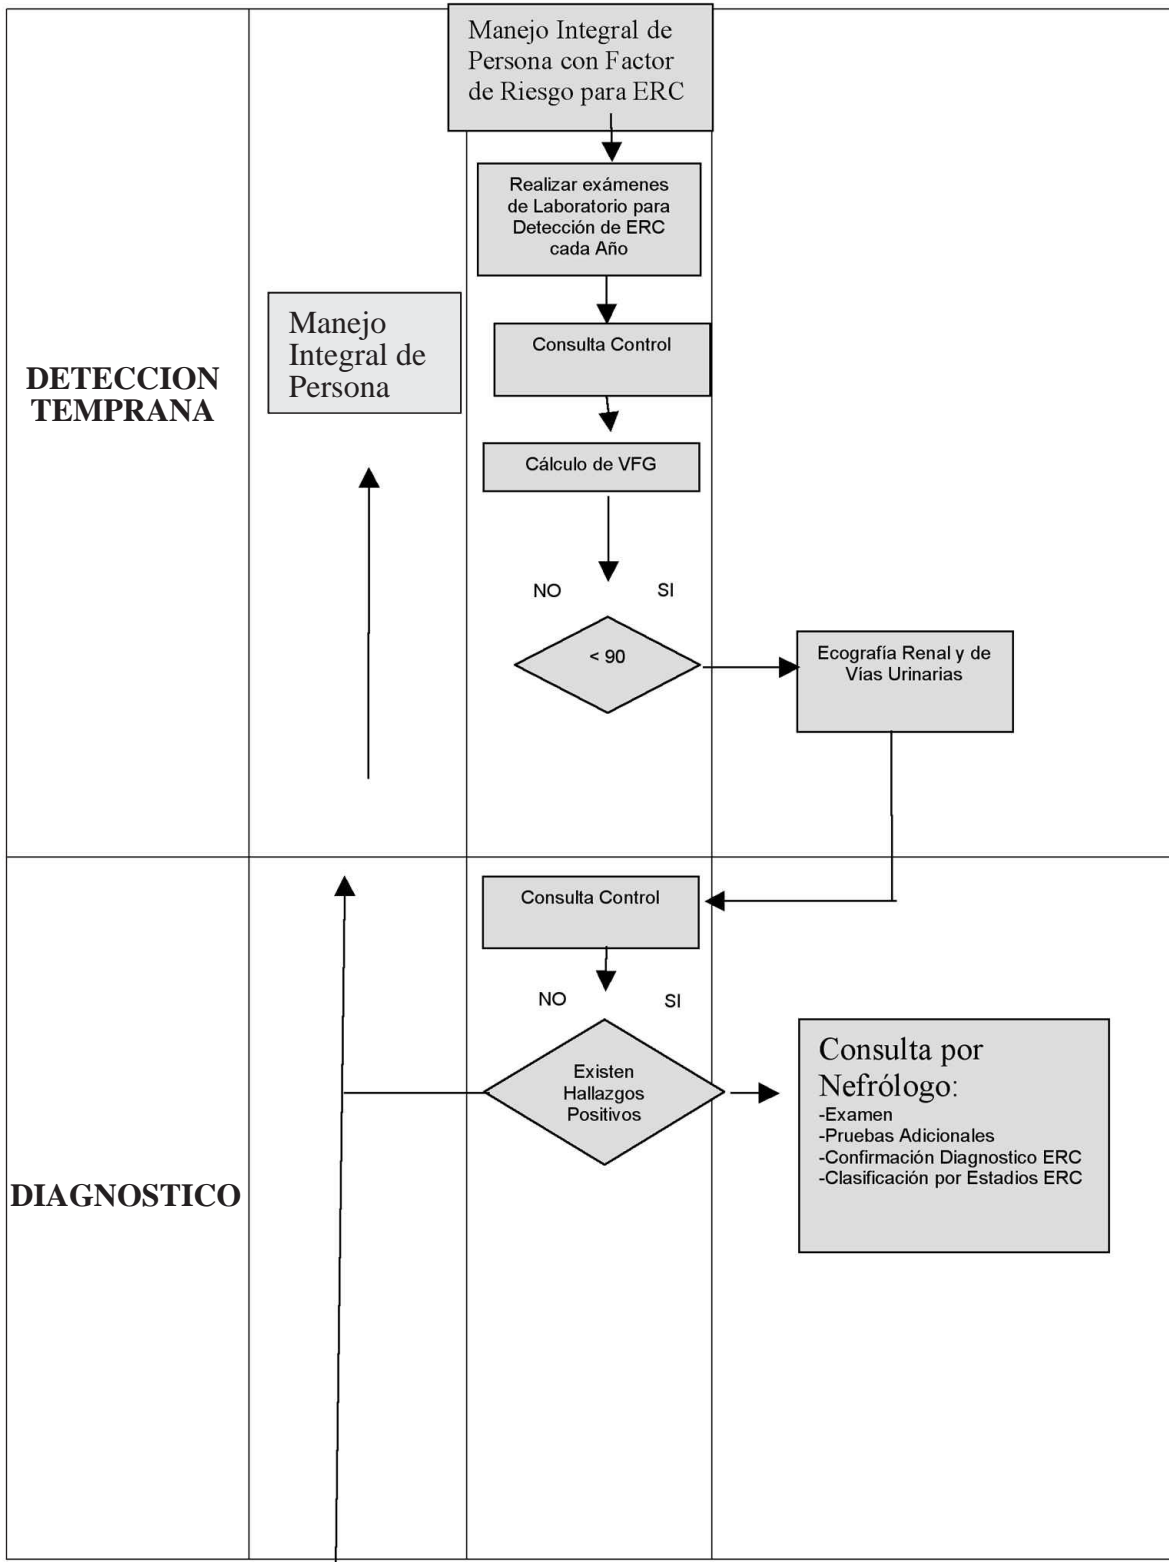 Manejo Integral de
Persona con Factor
de Riesgo para ERC
Realizar exámenes
de Laboratorio para
Detección de ERC
cada Año
Manejo
Integral de
Persona
Consulta Control
DETECCION
TEMPRANA
Cálculo de VFG
NO
SI
< 90
Ecografía Renal y de
Vías Urinarias
Consulta Control
NO
SI
Existen
Hallazgos
Positivos
Consulta por
Nefrólogo:
-Examen
-Pruebas Adicionales
-Confirmación Diagnostico ERC
-Clasificación por Estadios ERC
DIAGNOSTICO